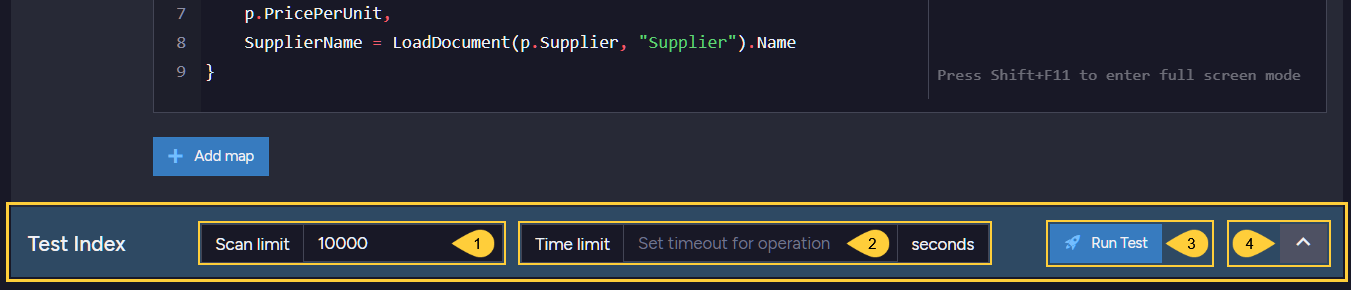 7 p.PricePerUnit,
8 SupplierName = LoadDocument(p.Supplier, "Supplier").Name
9 }
Press Shift+F11 to enter full screen mode
+ Add map
Test Index Scan limit 10000 1 Time limit Set timeout for operation 2 seconds Run Test 3 4